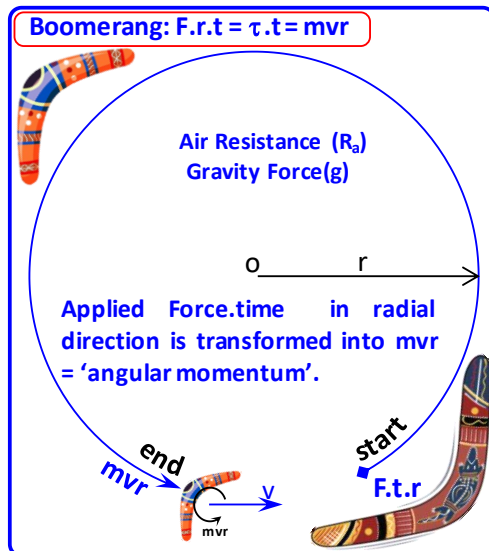 Boomerang: F.r.t = τ.t= mvr
Air Resistance (Rₐ)
Gravity Force(g)
o r
Applied Force.time in radial
direction is transformed into mvr
= ‘angular momentum’.
end
mvr
start
F.t.r
v
mvr